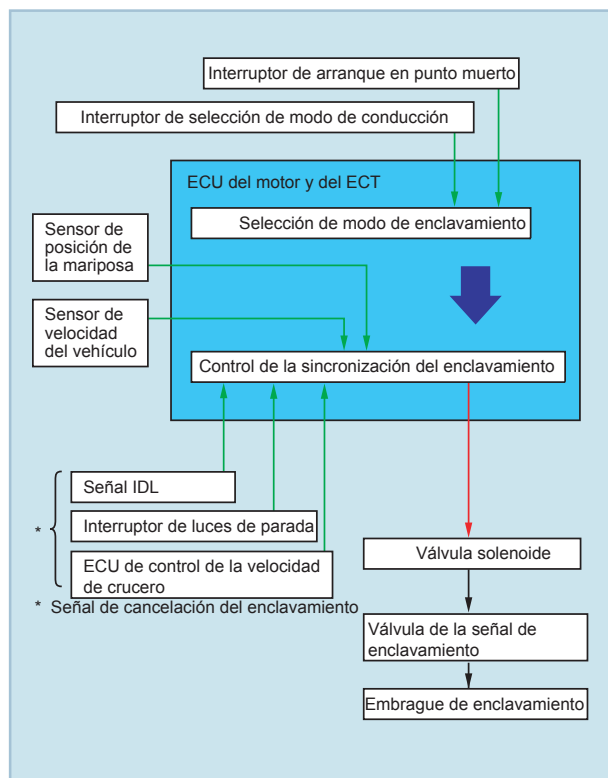 Interruptor de arranque en punto muerto
Interruptor de selección de modo de conducción
ECU del motor y del ECT
Selección de modo de enclavamiento
Sensor de
posición de
la mariposa
Sensor de
velocidad
del vehículo
Control de la sincronización del enclavamiento
Señal IDL
*
Interruptor de luces de parada
ECU de control de la velocidad
de crucero
* Señal de cancelación del enclavamiento
Válvula solenoide
Válvula de la señal de
enclavamiento
Embrague de enclavamiento